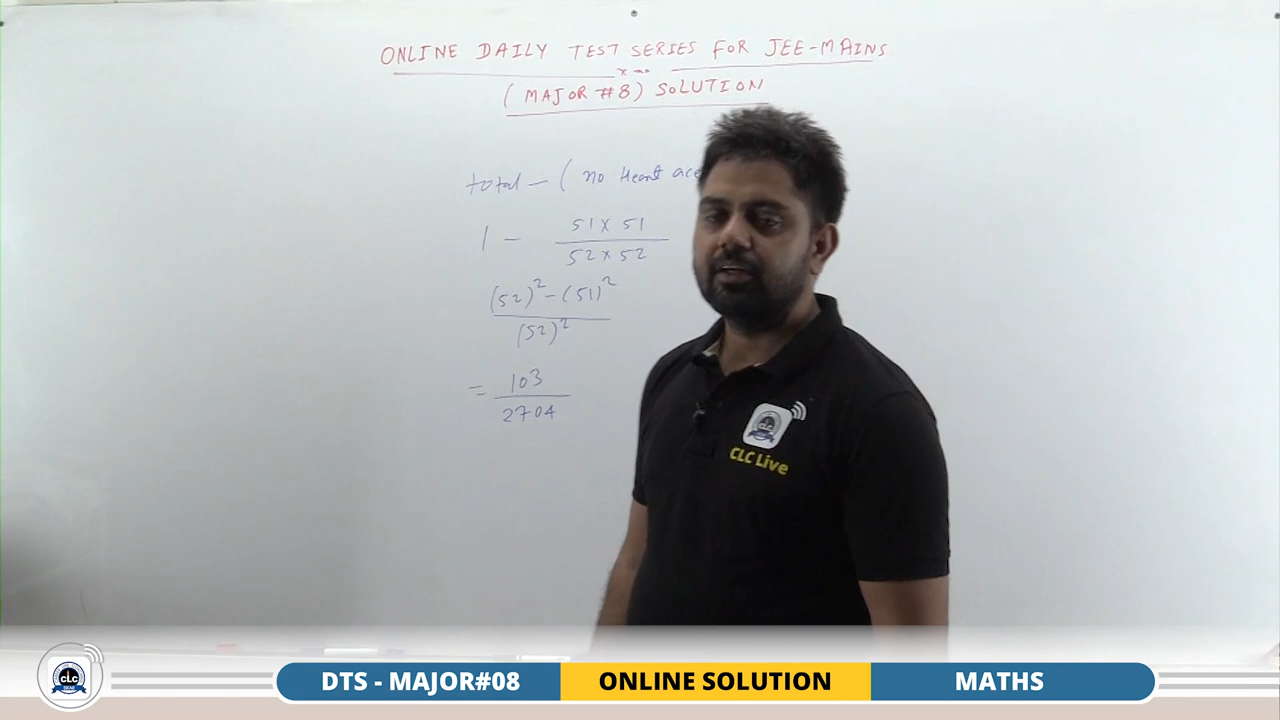 ONLINE DAILY TEST SERIES FOR JEE-MAINS
(MAJOR #8) SOLUTION
total - ( no Heart ace
1 - 51 x 51
52 x 52
(52)² - (51)²
(52)²
= 103
2704
CLC Live
CLC
DTS - MAJOR#08
ONLINE SOLUTION
MATHS